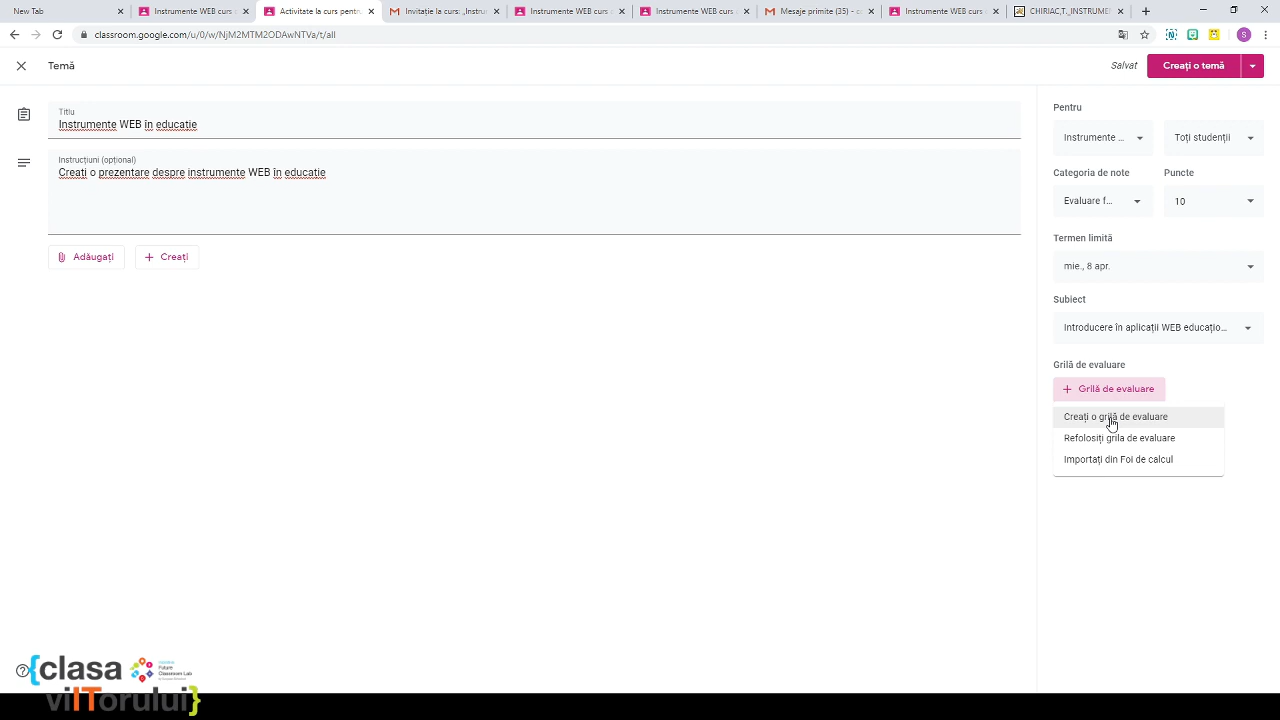 New Tab
Instrumente WEB curs
Activitate la curs pentru
Invitație la curs: „Instrun
Instrumente WEB curs
Instrumente WEB curs
Mesaje primite (35) - c
Instrumente WEB curs
CHIRIAC,T,_INSTRUMEN
classroom.google.com/u/0/w/NjM2MTM2ODAwNTVa/t/all
S
Temă
Salvat
Creați o temă
Titlu
Instrumente WEB în educatie
Instrucțiuni (opțional)
Creati o prezentare despre instrumente WEB în educatie
Adăugați
Creați
Pentru
Instrumente ...
Toți studenții
Categoria de note
Puncte
Evaluare f...
10
Termen limită
mie., 8 apr.
Subiect
Introducere în aplicații WEB educațio...
Grilă de evaluare
Grilă de evaluare
Creați o grilă de evaluare
Refolosiți grila de evaluare
Importați din Foi de calcul
{clasa
viITorului}
Future
Classroom Lab